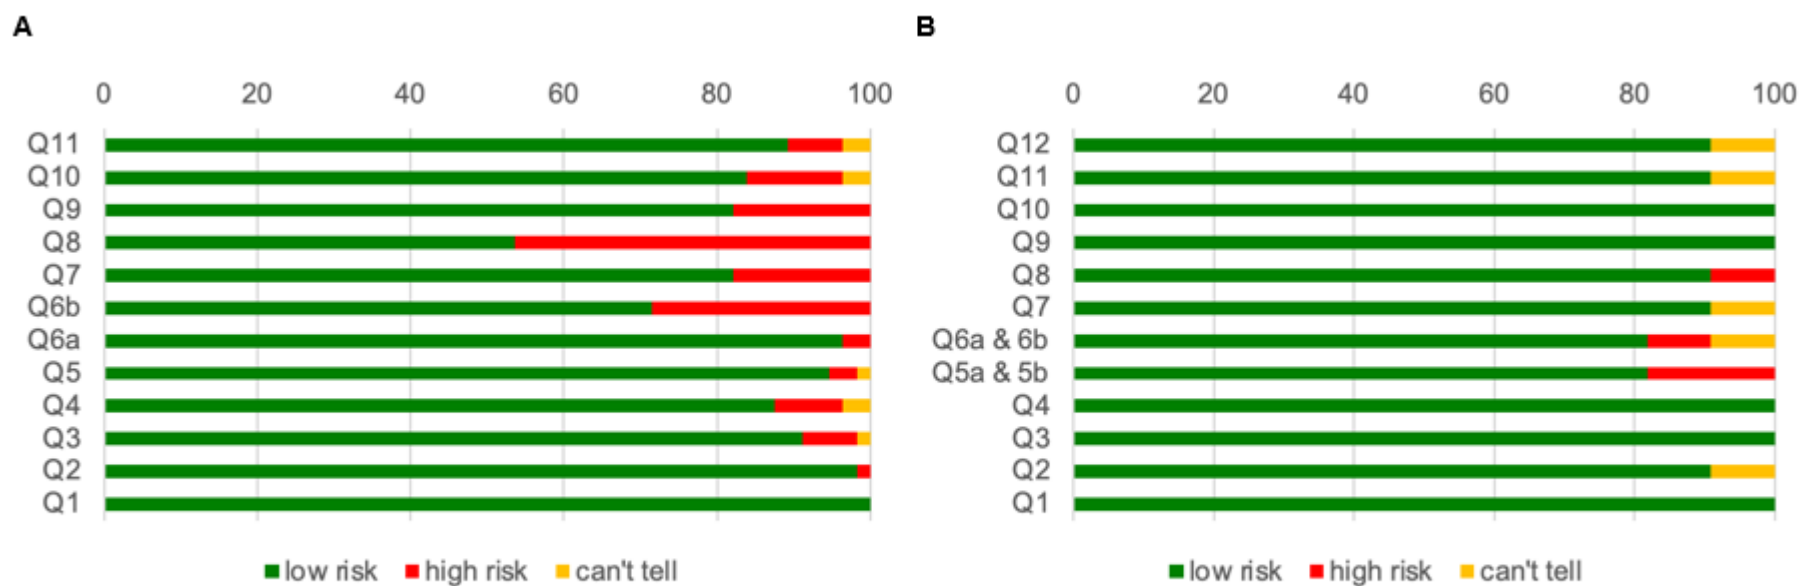 A
0 20 40 60 80 100
Q11
Q10
Q9
Q8
Q7
Q6b
Q6a
Q5
Q4
Q3
Q2
Q1
low risk high risk can't tell
B
0 20 40 60 80 100
Q12
Q11
Q10
Q9
Q8
Q7
Q6a & 6b
Q5a & 5b
Q4
Q3
Q2
Q1
low risk high risk can't tell